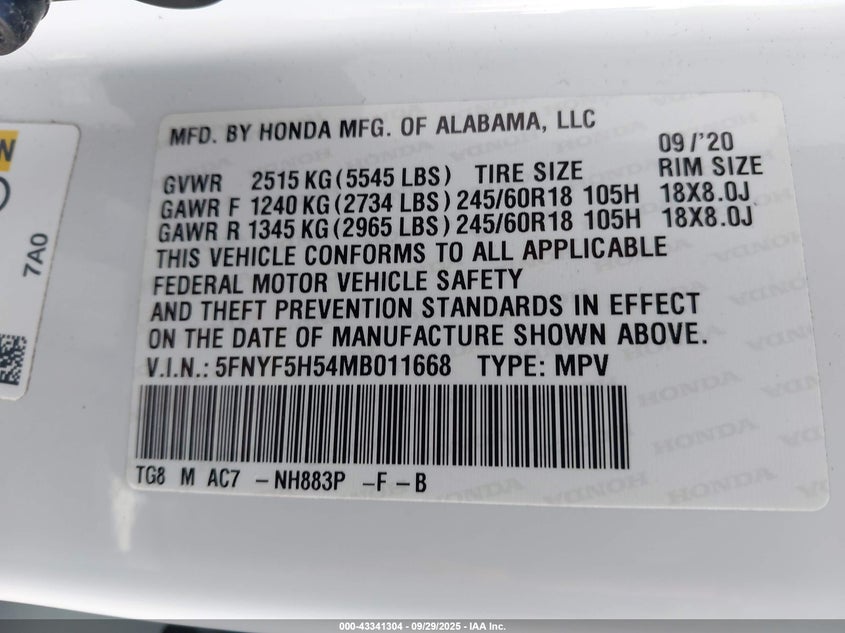 MFD. BY HONDA MFG. OF ALABAMA, LLC
09/'20
GVWR 2515 KG (5545 LBS) TIRE SIZE RIM SIZE
GAWR F 1240 KG (2734 LBS) 245/60R18 105H 18X8.0J
GAWR R 1345 KG (2965 LBS) 245/60R18 105H 18X8.0J
THIS VEHICLE CONFORMS TO ALL APPLICABLE
FEDERAL MOTOR VEHICLE SAFETY
AND THEFT PREVENTION STANDARDS IN EFFECT
ON THE DATE OF MANUFACTURE SHOWN ABOVE.
V.I.N.: 5FNYF5H54MB011668 TYPE: MPV
TG8 M AC7 -NH883P -F -B
7A0
HONDA
000-43341304 - 09/29/2025 - IAA Inc.